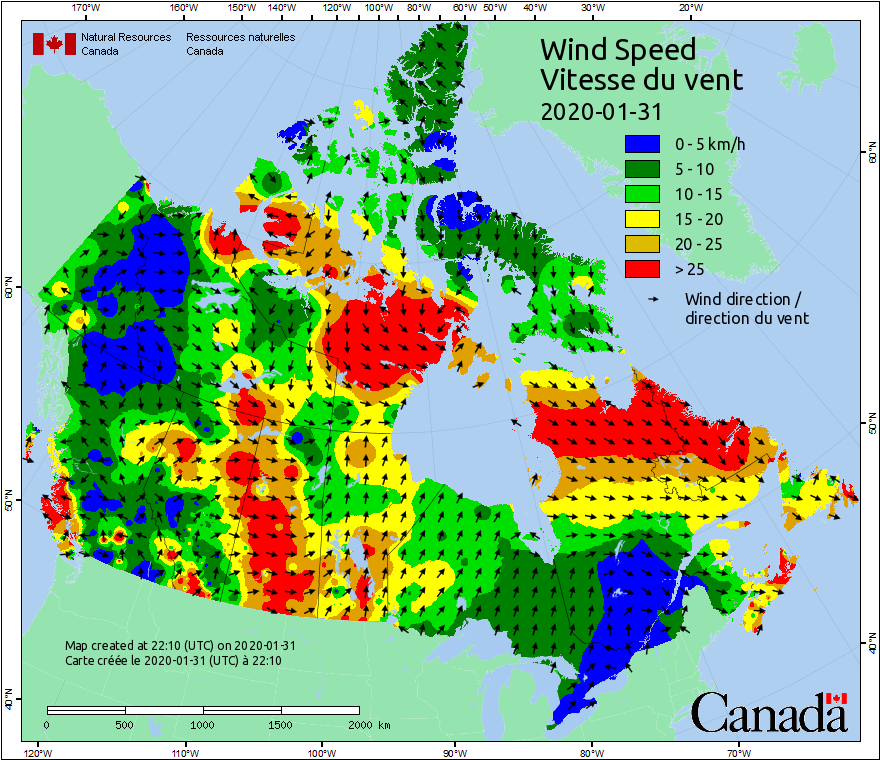 170°W 160°W 150°W 140°W 120°W 100°W 80°W 60°W 50°W 40°W 30°W 20°W
Natural Resources Ressources naturelles
Canada Canada
Wind Speed
Vitesse du vent
2020-01-31
0 - 5 km/h
5 - 10
10 - 15
15 - 20
20 - 25
> 25
Wind direction /
direction du vent
60°N
50°N
40°N
60°N
50°N
40°N
Map created at 22:10 (UTC) on 2020-01-31
Carte créée le 2020-01-31 (UTC) à 22:10
0 500 1000 1500 2000 km
Canada
120°W 110°W 100°W 90°W 80°W 70°W